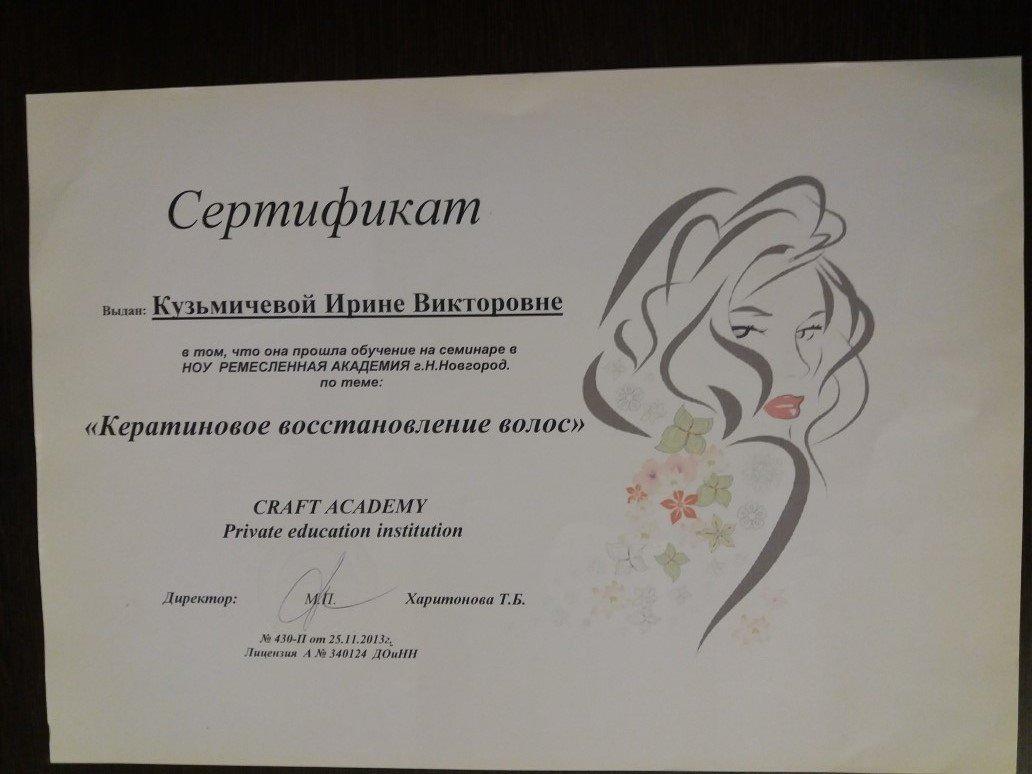 Сертификат
Выдан: Кузьмичевой Ирине Викторовне
в том, что она прошла обучение на семинаре в
НОУ РЕМЕСЛЕННАЯ АКАДЕМИЯ г.Н.Новгород.
по теме:
«Кератиновое восстановление волос»
CRAFT ACADEMY
Private education institution
Директор: М.П. Харитонова Т.Б.
№ 430-П от 25.11.2013г,
Лицензия А № 340124 ДОиНН